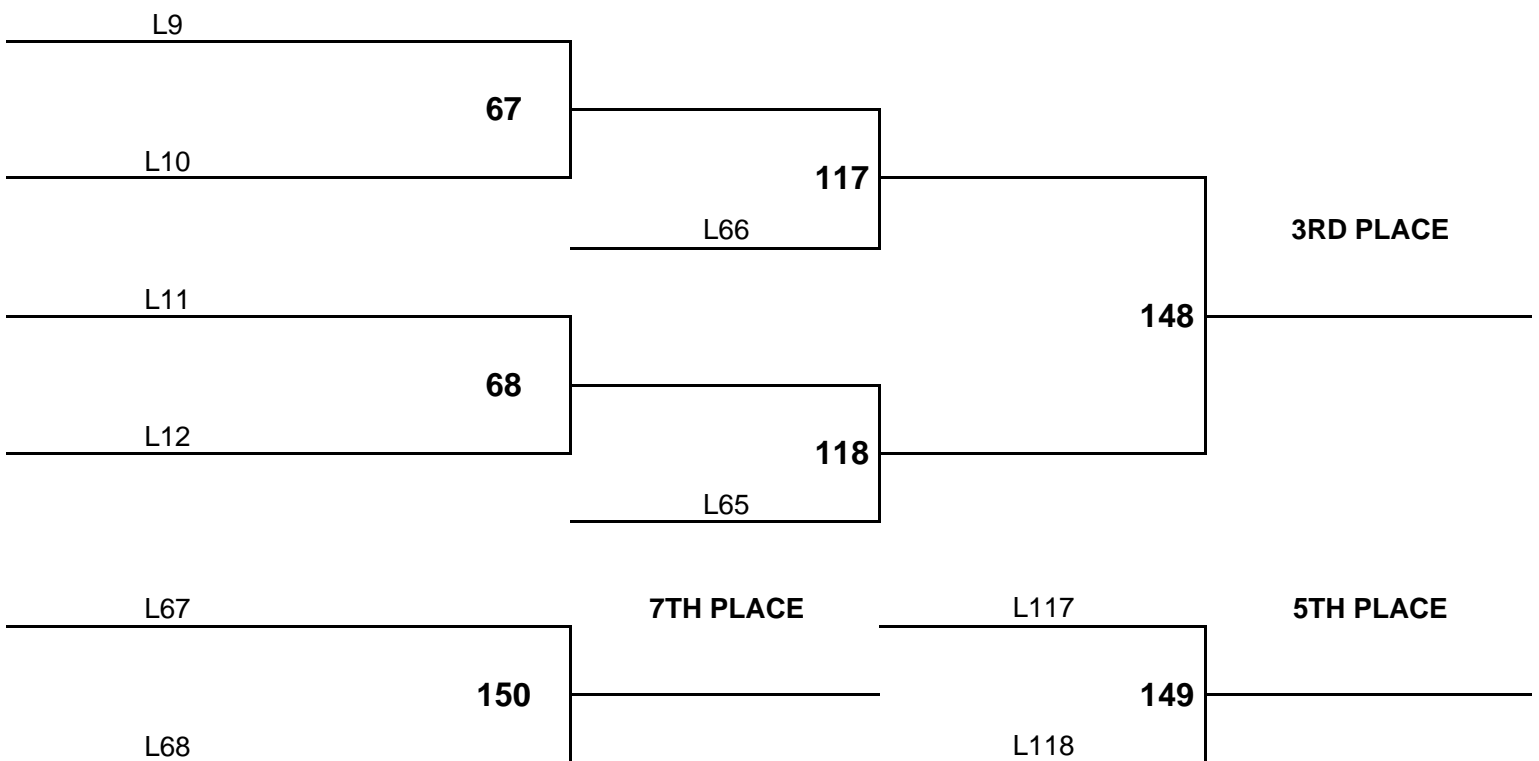 L9
67
L10
117
L66
3RD PLACE
L11
148
68
L12
118
L65
L67
7TH PLACE
L117
5TH PLACE
150
149
L68
L118